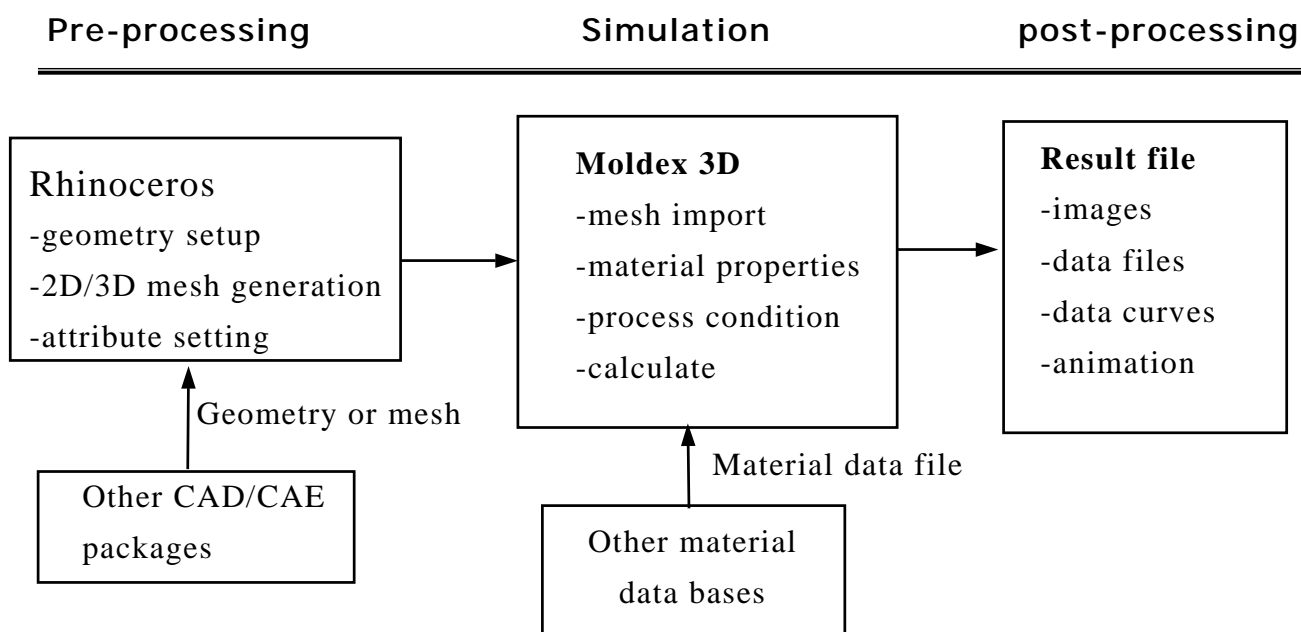 Pre-processing
Simulation
post-processing
Rhinoceros
-geometry setup
-2D/3D mesh generation
-attribute setting
Geometry or mesh
Other CAD/CAE
packages
Moldex 3D
-mesh import
-material properties
-process condition
-calculate
Material data file
Other material
data bases
Result file
-images
-data files
-data curves
-animation